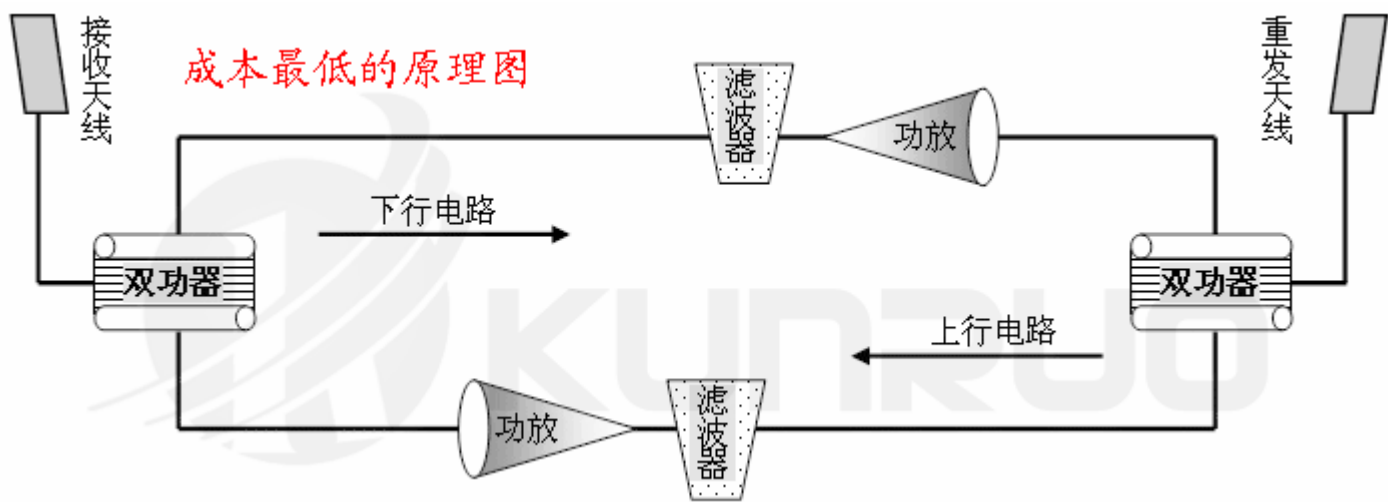 接收天线
成本最低的原理图
滤波器
功放
重发天线
下行电路
双功器
双功器
上行电路
功放
滤波器
KUNRUO